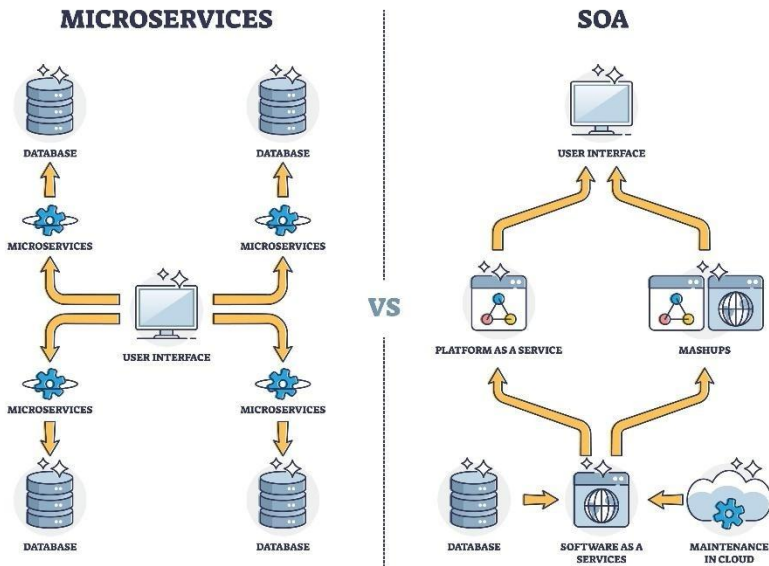 MICROSERVICES
DATABASE
DATABASE
MICROSERVICES
MICROSERVICES
USER INTERFACE
MICROSERVICES
MICROSERVICES
DATABASE
DATABASE
VS
SOA
USER INTERFACE
PLATFORM AS A SERVICE
MASHUPS
DATABASE
SOFTWARE AS A
SERVICES
MAINTENANCE
IN CLOUD